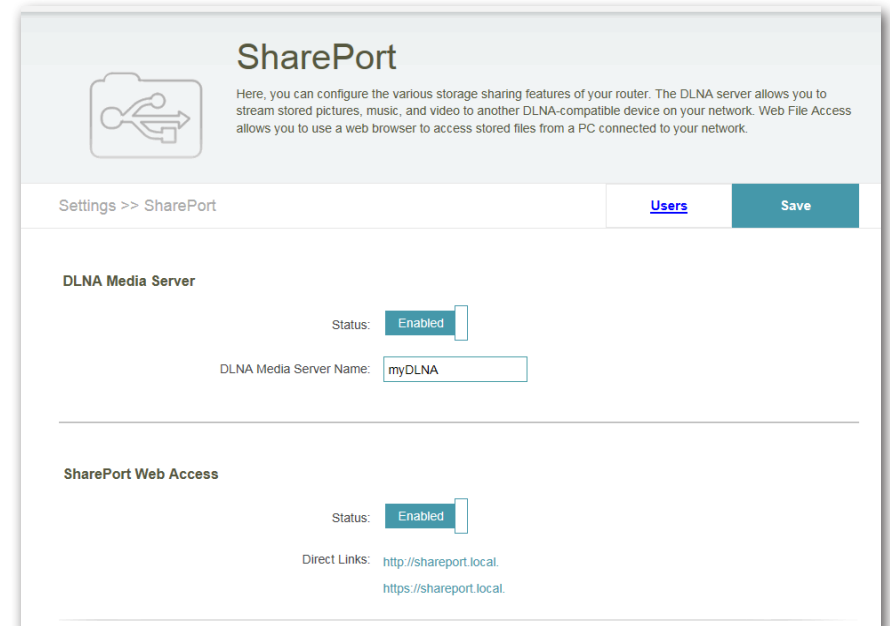 SharePort
Here, you can configure the various storage sharing features of your router. The DLNA server allows you to
stream stored pictures, music, and video to another DLNA-compatible device on your network. Web File Access
allows you to use a web browser to access stored files from a PC connected to your network.
Settings >> SharePort
Users
Save
DLNA Media Server
Status: Enabled
DLNA Media Server Name: myDLNA
SharePort Web Access
Status: Enabled
Direct Links: http://shareport.local.
https://shareport.local.